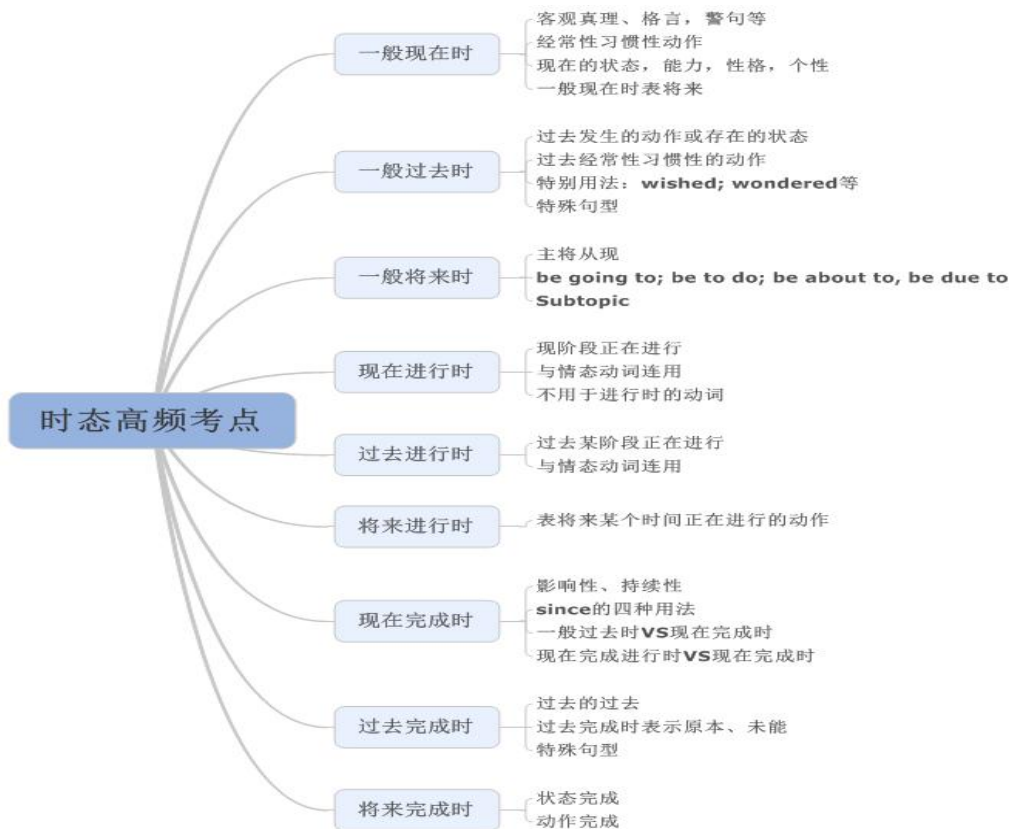 时态高频考点
一般现在时
客观真理、格言，警句等
经常性习惯性动作
现在的状态，能力，性格，个性
一般现在时表将来
一般过去时
过去发生的动作或存在的状态
过去经常性习惯性的动作
特别用法：wished; wondered等
特殊句型
一般将来时
主将从现
be going to; be to do; be about to, be due to
Subtopic
现在进行时
现阶段正在进行
与情态动词连用
不用于进行时的动词
过去进行时
过去某阶段正在进行
与情态动词连用
将来进行时
表将来某个时间正在进行的动作
现在完成时
影响性、持续性
since的四种用法
一般过去时VS现在完成时
现在完成进行时VS现在完成时
过去完成时
过去的过去
过去完成时表示原本、未能
特殊句型
将来完成时
状态完成
动作完成